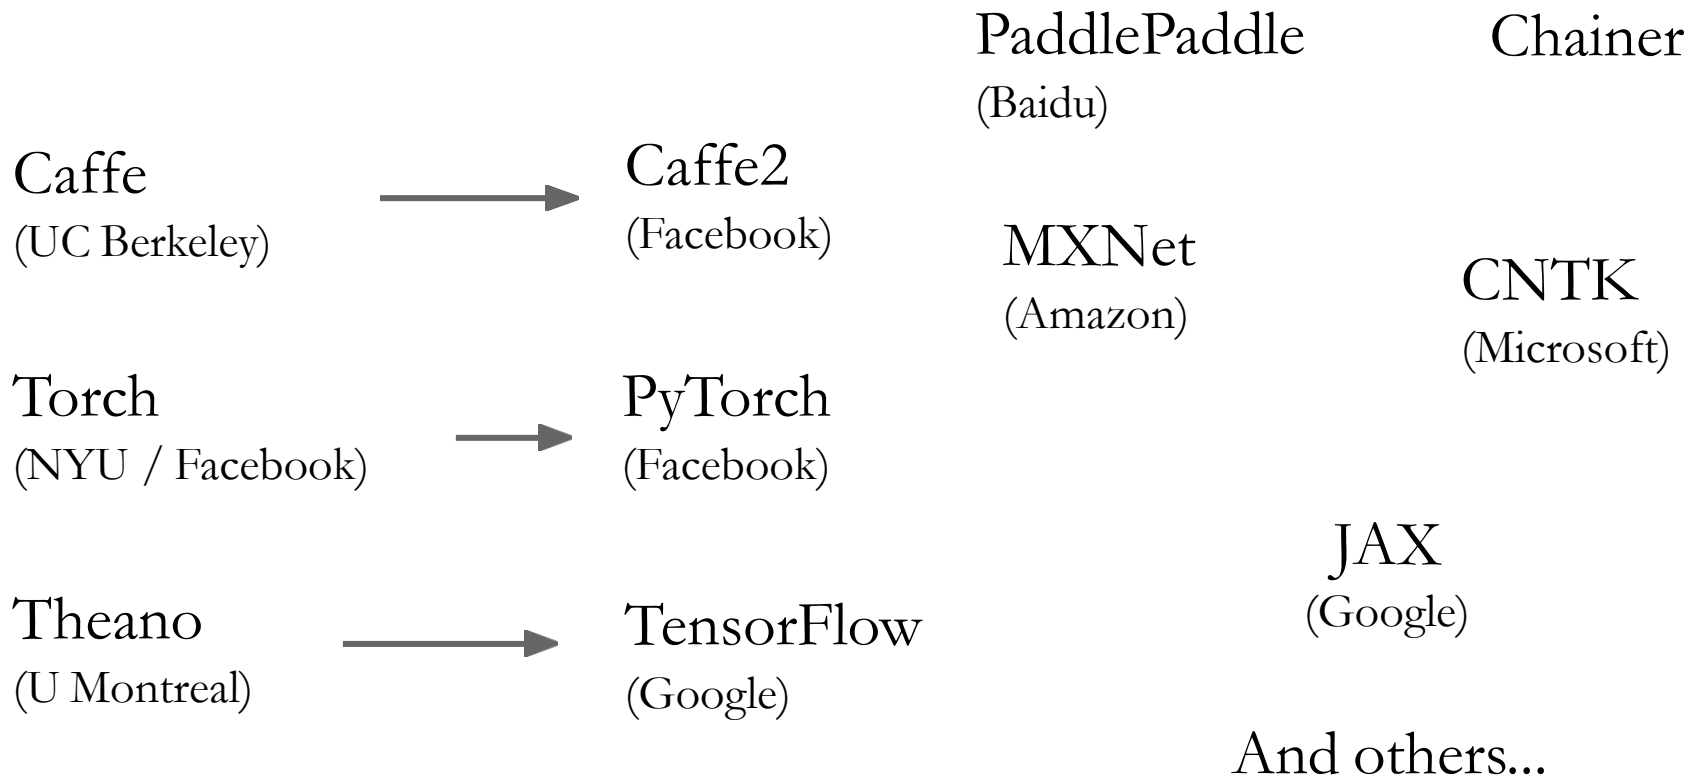 PaddlePaddle
(Baidu)
Chainer
Caffe
(UC Berkeley)
Caffe2
(Facebook)
MXNet
(Amazon)
CNTK
(Microsoft)
Torch
(NYU / Facebook)
PyTorch
(Facebook)
JAX
(Google)
Theano
(U Montreal)
TensorFlow
(Google)
And others...